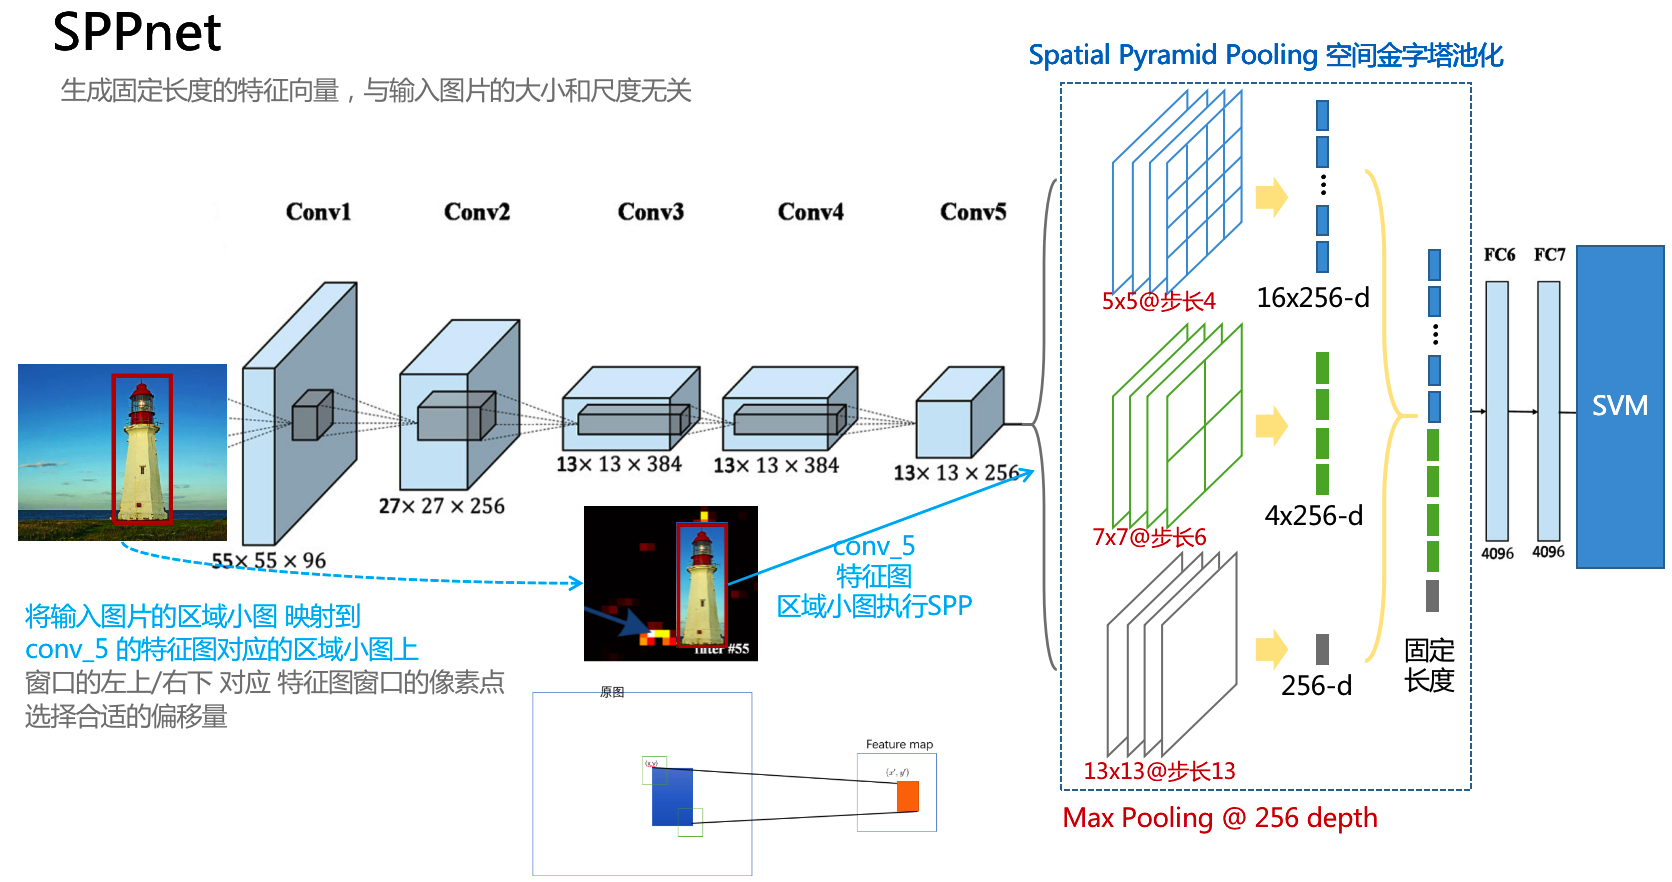 SPPnet
生成固定长度的特征向量，与输入图片的大小和尺度无关
Spatial Pyramid Pooling 空间金字塔池化
Conv1
Conv2
Conv3
Conv4
Conv5
55× 55 × 96
27× 27 × 256
13× 13 × 384
13× 13 × 384
13× 13 × 256
5x5@步长4
16x256-d
7x7@步长6
4x256-d
13x13@步长13
256-d
固定
长度
FC6
FC7
4096
4096
SVM
Max Pooling @ 256 depth
filter #55
conv_5
特征图
区域小图执行SPP
将输入图片的区域小图 映射到
conv_5 的特征图对应的区域小图上
窗口的左上/右下 对应 特征图窗口的像素点
选择合适的偏移量
原图
(x,y)
Feature map
(x′, y′)